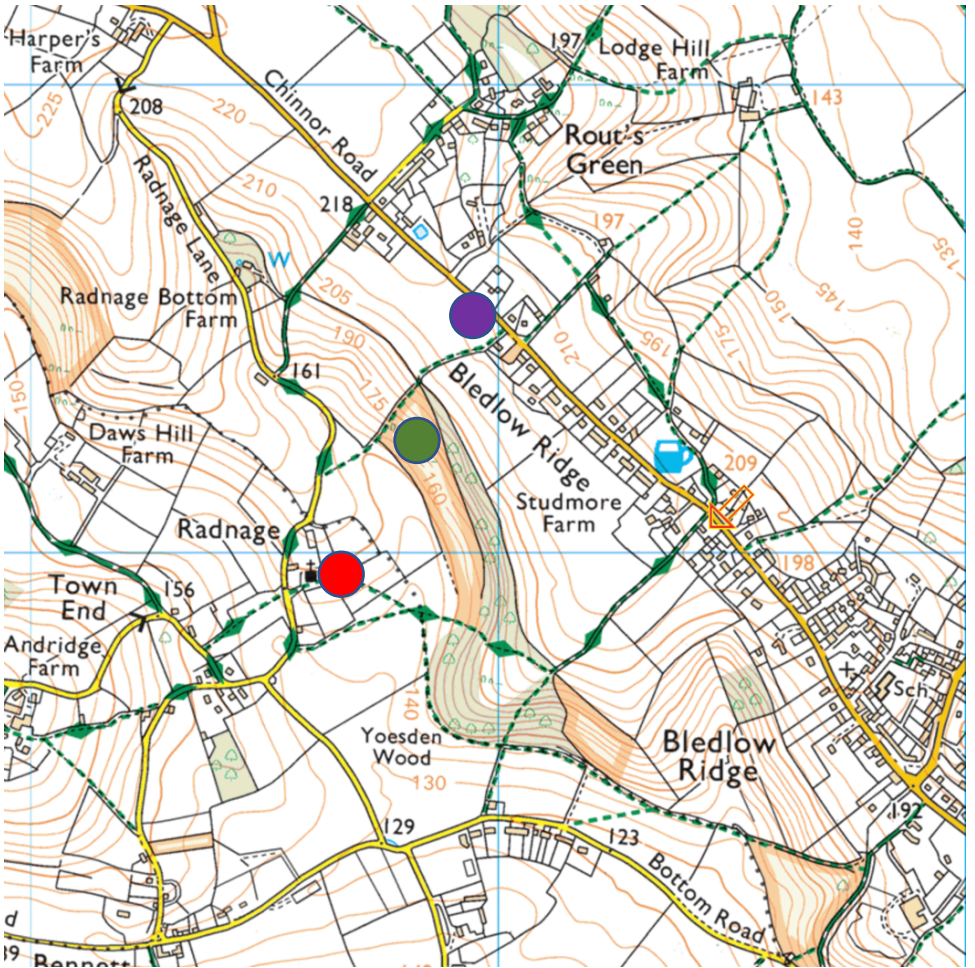 Harper's
Farm
197
Lodge Hill
Farm
225
208
220
Chinnor Road
143
Rout's
Green
Radnage Lane
210
218
197
140
135
W
205
Radnage Bottom
Farm
190
150
145
175
195
210
150
161
175
Bledlow Ridge
Daws Hill
Farm
160
209
Studmore
Farm
Radnage
198
Town
End
156
Andridge
Farm
Sch
140
Yoesden
Wood
Bledlow
Ridge
130
192
129
123
Bottom Road
d
Bennett